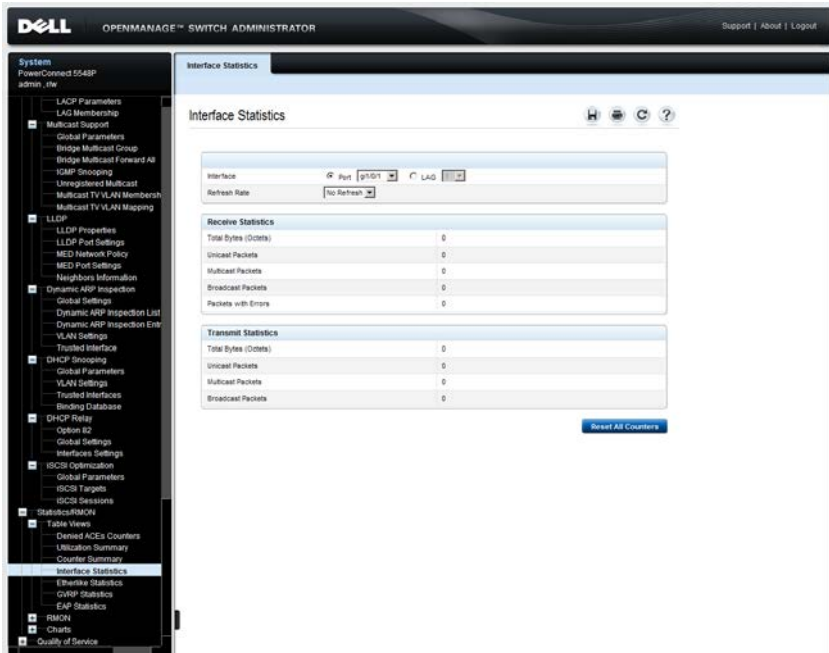 DELL OPENMANAGE™ SWITCH ADMINISTRATOR Support | About | Logout
System
PowerConnect 5548P
admin , r/w
LACP Parameters
LAG Membership
Multicast Support
Global Parameters
Bridge Multicast Group
Bridge Multicast Forward All
IGMP Snooping
Unregistered Multicast
Multicast TV VLAN Membersh
Multicast TV VLAN Mapping
LLDP
LLDP Properties
LLDP Port Settings
MED Network Policy
MED Port Settings
Neighbors Information
Dynamic ARP Inspection
Global Settings
Dynamic ARP Inspection List
Dynamic ARP Inspection Entr
VLAN Settings
Trusted Interface
DHCP Snooping
Global Parameters
VLAN Settings
Trusted Interfaces
Binding Database
DHCP Relay
Option 82
Global Settings
Interfaces Settings
iSCSI Optimization
Global Parameters
iSCSI Targets
iSCSI Sessions
Statistics/RMON
Table Views
Denied ACEs Counters
Utilization Summary
Counter Summary
Interface Statistics
Etherlike Statistics
GVRP Statistics
EAP Statistics
RMON
Charts
Quality of Service
Interface Statistics
Interface Statistics
Interface Port gi1/0/1 LAG 1
Refresh Rate No Refresh
Receive Statistics
Total Bytes (Octets) 0
Unicast Packets 0
Multicast Packets 0
Broadcast Packets 0
Packets with Errors 0
Transmit Statistics
Total Bytes (Octets) 0
Unicast Packets 0
Multicast Packets 0
Broadcast Packets 0
Reset All Counters